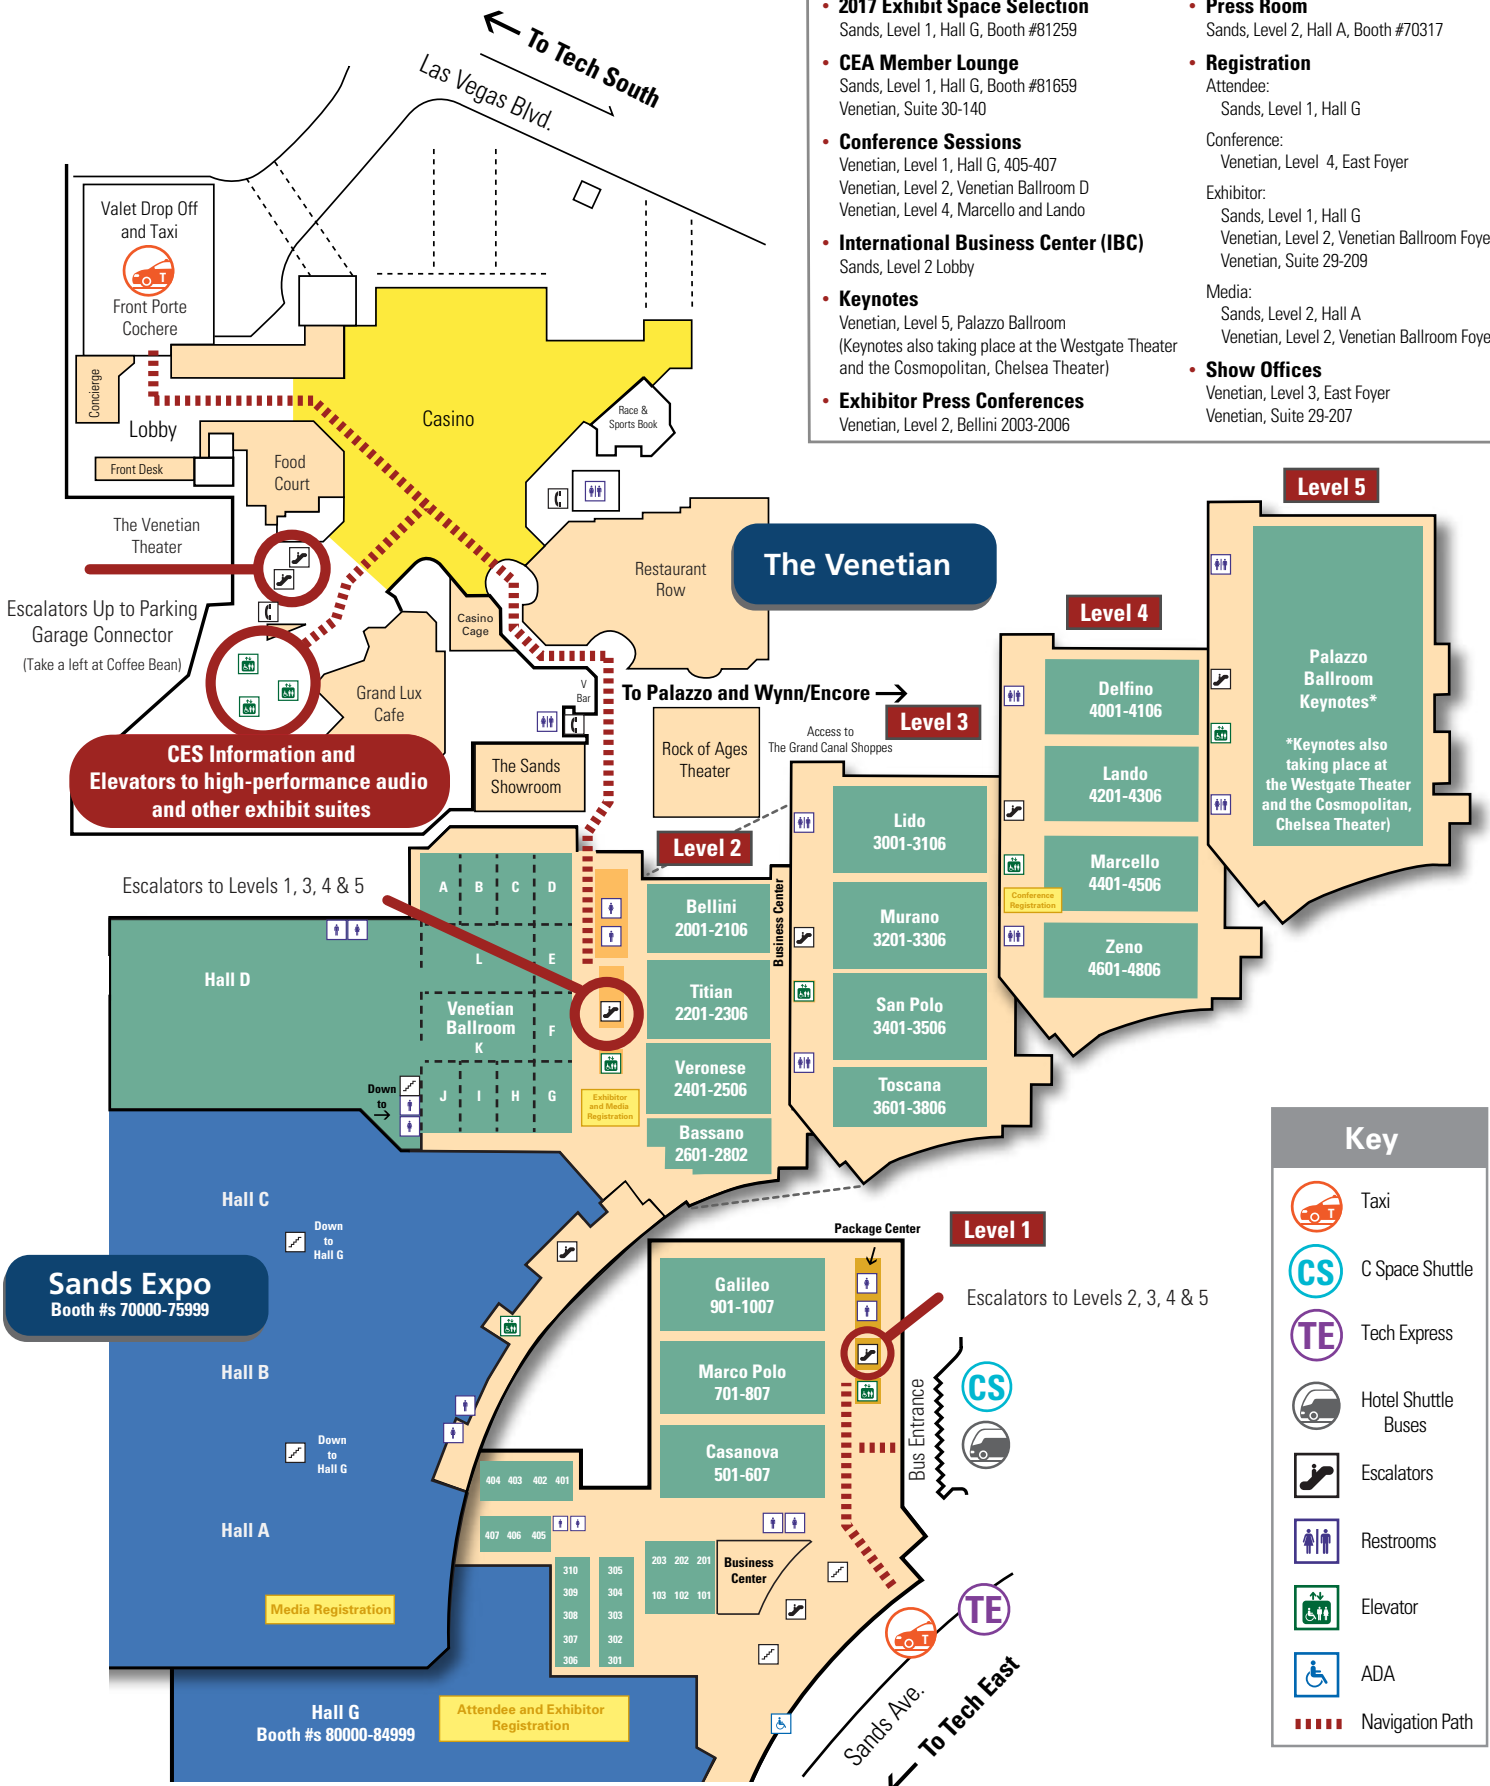 To Tech South
Las Vegas Blvd.
• 2017 Exhibit Space Selection
Sands, Level 1, Hall G, Booth #81259
• CEA Member Lounge
Sands, Level 1, Hall G, Booth #81659
Venetian, Suite 30-140
• Conference Sessions
Venetian, Level 1, Hall G, 405-407
Venetian, Level 2, Venetian Ballroom D
Venetian, Level 4, Marcello and Lando
• International Business Center (IBC)
Sands, Level 2 Lobby
• Keynotes
Venetian, Level 5, Palazzo Ballroom
(Keynotes also taking place at the Westgate Theater
and the Cosmopolitan, Chelsea Theater)
• Exhibitor Press Conferences
Venetian, Level 2, Bellini 2003-2006
• Press Room
Sands, Level 2, Hall A, Booth #70317
• Registration
Attendee:
Sands, Level 1, Hall G
Conference:
Venetian, Level 4, East Foyer
Exhibitor:
Sands, Level 1, Hall G
Venetian, Level 2, Venetian Ballroom Foye
Venetian, Suite 29-209
Media:
Sands, Level 2, Hall A
Venetian, Level 2, Venetian Ballroom Foye
• Show Offices
Venetian, Level 3, East Foyer
Venetian, Suite 29-207
Valet Drop Off
and Taxi
T
Front Porte
Cochere
Concierge
Lobby
Front Desk
Food
Court
Casino
Race &
Sports Book
The Venetian
Theater
Escalators Up to Parking
Garage Connector
(Take a left at Coffee Bean)
Casino
Cage
Restaurant
Row
The Venetian
Grand Lux
Cafe
V
Bar
To Palazzo and Wynn/Encore
CES Information and
Elevators to high-performance audio
and other exhibit suites
The Sands
Showroom
Rock of Ages
Theater
Access to
The Grand Canal Shoppes
Level 5
Palazzo
Ballroom
Keynotes*
*Keynotes also
taking place at
the Westgate Theater
and the Cosmopolitan,
Chelsea Theater)
Level 4
Delfino
4001-4106
Lando
4201-4306
Marcello
4401-4506
Conference
Registration
Zeno
4601-4806
Level 3
Lido
3001-3106
Murano
3201-3306
San Polo
3401-3506
Toscana
3601-3806
Level 2
Business Center
Bellini
2001-2106
Titian
2201-2306
Veronese
2401-2506
Bassano
2601-2802
Exhibitor
and Media
Registration
Escalators to Levels 1, 3, 4 & 5
A B C D
L E
Venetian
Ballroom
K
F
J I H G
Hall D
Down
to
Hall C
Down
to
Hall G
Sands Expo
Booth #s 70000-75999
Hall B
Down
to
Hall G
Hall A
Media Registration
Hall G
Booth #s 80000-84999
Attendee and Exhibitor
Registration
Package Center
Level 1
Galileo
901-1007
Marco Polo
701-807
Casanova
501-607
Escalators to Levels 2, 3, 4 & 5
Bus Entrance
CS
404 403 402 401
407 406 405
310
309
308
307
306
305
304
303
302
301
203 202 201
103 102 101
Business
Center
T
TE
Sands Ave.
To Tech East
Key
T
Taxi
CS
C Space Shuttle
TE
Tech Express
Hotel Shuttle
Buses
Escalators
Restrooms
Elevator
ADA
Navigation Path